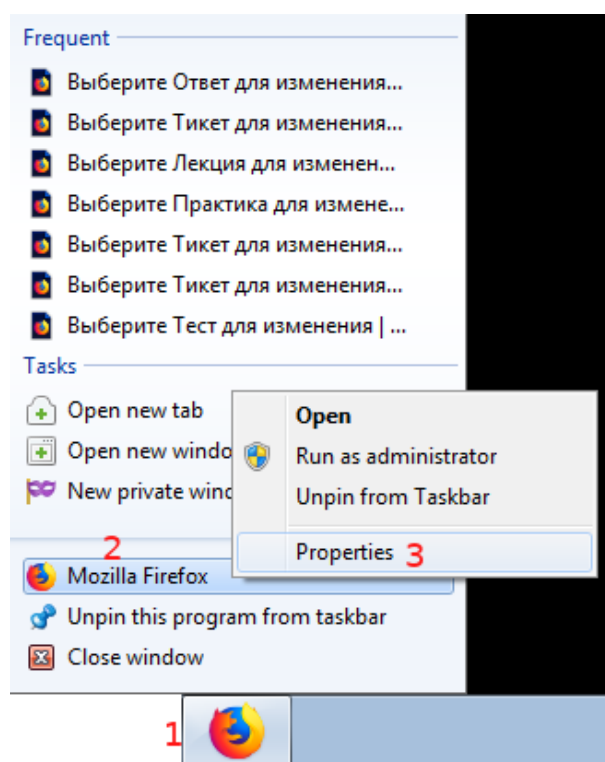 Frequent
Выберите Ответ для изменения...
Выберите Тикет для изменения...
Выберите Лекция для изменен...
Выберите Практика для измене...
Выберите Тикет для изменения...
Выберите Тикет для изменения...
Выберите Тест для изменения | ...
Tasks
Open new tab
Open new windo
New private wind
Open
Run as administrator
Unpin from Taskbar
Properties 3
2
Mozilla Firefox
Unpin this program from taskbar
Close window
1